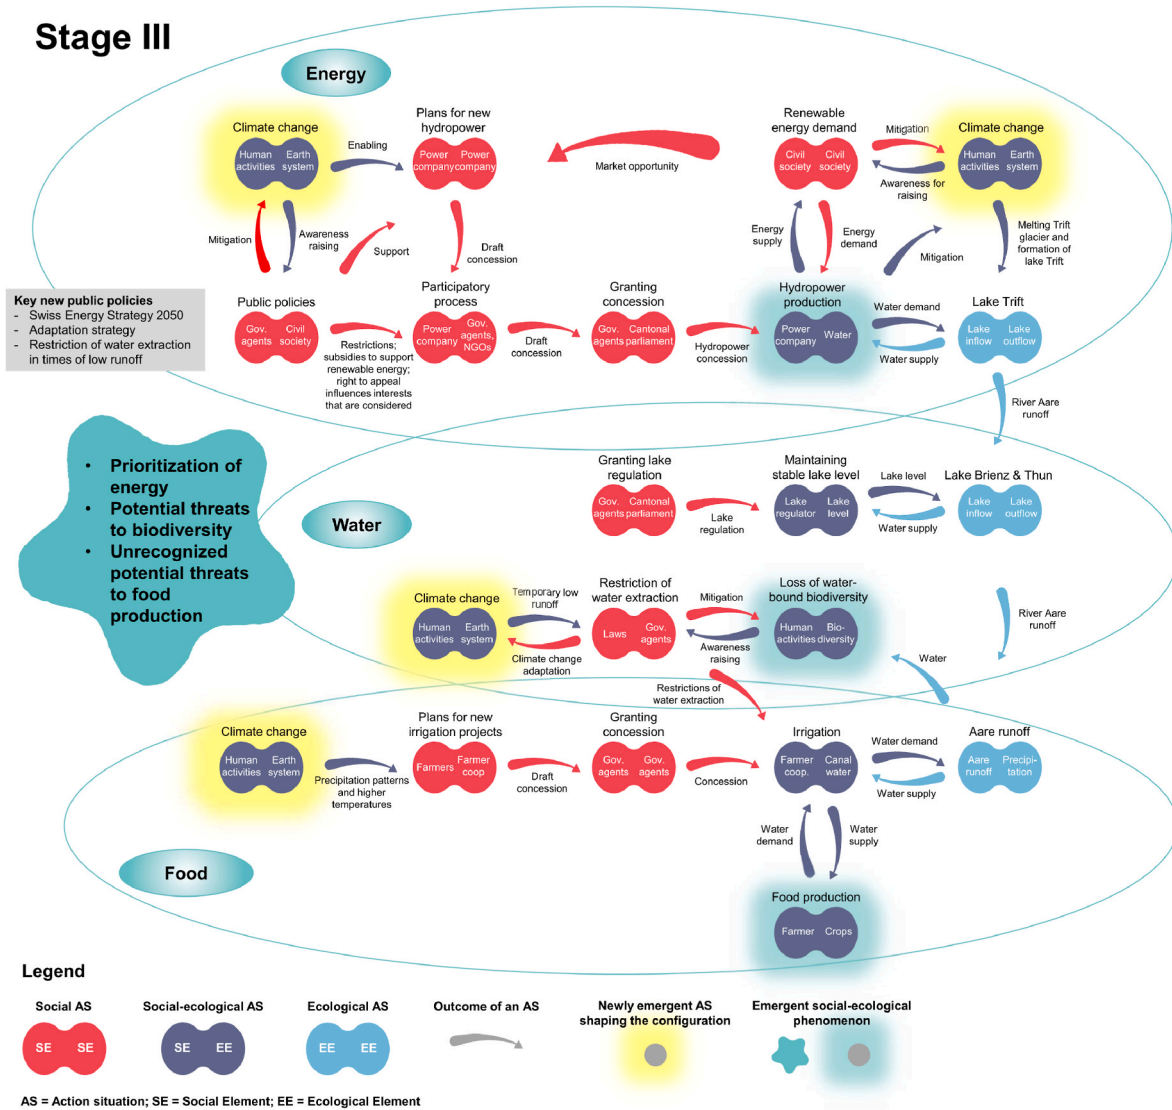 Stage III
Energy
Climate change
Human activities
Earth system
Enabling
Plans for new
hydropower
Power company
Power company
Market opportunity
Renewable
energy demand
Civil society
Civil society
Mitigation
Awareness for
raising
Climate change
Human activities
Earth system
Mitigation
Awareness
raising
Support
Draft
concession
Energy
supply
Energy
demand
Mitigation
Melting Trift
glacier and
formation of
lake Trift
Key new public policies
- Swiss Energy Strategy 2050
- Adaptation strategy
- Restriction of water extraction
in times of low runoff
Public policies
Gov. agents
Civil society
Restrictions;
subsidies to support
renewable energy;
right to appeal
influences interests
that are considered
Participatory
process
Power company
Gov. agents, NGOs
Draft
concession
Granting
concession
Gov. agents
Cantonal parliament
Hydropower
concession
Hydropower
production
Power company
Water
Water demand
Water supply
Lake Trift
Lake inflow
Lake outflow
River Aare
runoff
• Prioritization of
energy
• Potential threats
to biodiversity
• Unrecognized
potential threats
to food
production
Water
Granting lake
regulation
Gov. agents
Cantonal parliament
Lake
regulation
Maintaining
stable lake level
Lake regulator
Lake level
Lake level
Water supply
Lake Brienz & Thun
Lake inflow
Lake outflow
Climate change
Human activities
Earth system
Temporary low
runoff
Climate change
adaptation
Restriction of
water extraction
Laws
Gov. agents
Mitigation
Awareness
raising
Loss of water-
bound biodiversity
Human activities
Bio-diversity
River Aare
runoff
Water
Restrictions of
water extraction
Climate change
Human activities
Earth system
Precipitation patterns
and higher
temperatures
Plans for new
irrigation projects
Farmers
Farmer coop
Draft
concession
Granting
concession
Gov. agents
Gov. agents
Concession
Irrigation
Farmer coop.
Canal water
Water demand
Water supply
Aare runoff
Aare runoff
Precipi-tation
Water
demand
Water
supply
Food
Food production
Farmer
Crops
Legend
Social AS
SE SE
Social-ecological AS
SE EE
Ecological AS
EE EE
Outcome of an AS
Newly emergent AS
shaping the configuration
Emergent social-ecological
phenomenon
AS = Action situation; SE = Social Element; EE = Ecological Element